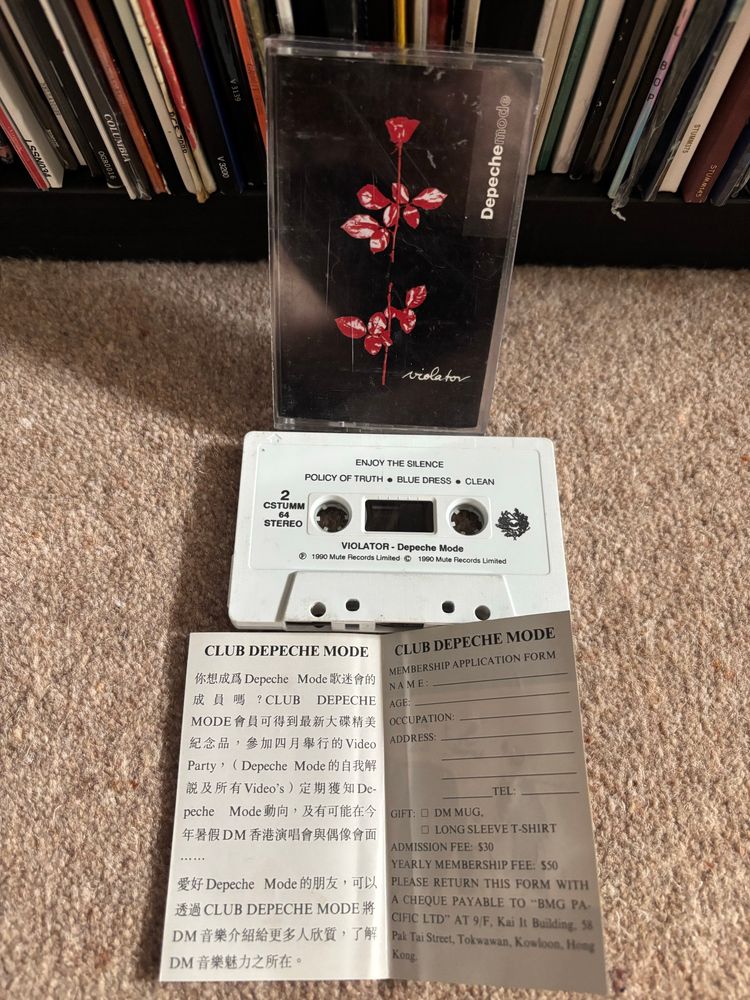 V 3139
COLUMBIA
V 3090
STUMM75
STUMM45
Depeche mode
violator
ENJOY THE SILENCE
POLICY OF TRUTH ● BLUE DRESS ● CLEAN
2
CSTUMM
64
STEREO
VIOLATOR - Depeche Mode
Ⓟ 1990 Mute Records Limited © 1990 Mute Records Limited
CLUB DEPECHE MODE
你想成爲Depeche Mode歌迷會的
成員嗎？CLUB DEPECHE
MODE會員可得到最新大碟精美
紀念品，參加四月舉行的Video
Party，（Depeche Mode的自我解
説及所有Video's）定期獲知De-
peche Mode動向，及有可能在今
年暑假DM香港演唱會與偶像會面
……
愛好Depeche Mode的朋友，可以
透過CLUB DEPECHE MODE將
DM音樂介紹給更多人欣賞，了解
DM音樂魅力之所在。
CLUB DEPECHE MODE
MEMBERSHIP APPLICATION FORM
NAME:
AGE:
OCCUPATION:
ADDRESS:
TEL:
GIFT: □ DM MUG,
□ LONG SLEEVE T-SHIRT
ADMISSION FEE: $30
YEARLY MEMBERSHIP FEE: $50
PLEASE RETURN THIS FORM WITH
A CHEQUE PAYABLE TO “BMG PA-
CIFIC LTD” AT 9/F, Kai It Building, 58
Pak Tai Street, Tokwawan, Kowloon, Hong
Kong.